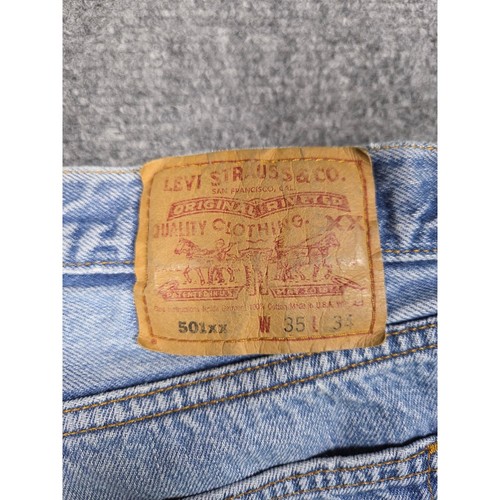 LEVI STRAUSS & CO.
SAN FRANCISCO, CAL.
ORIGINAL RIVETED
QUALITY CLOTHING. XX
501xx W 35 L 34